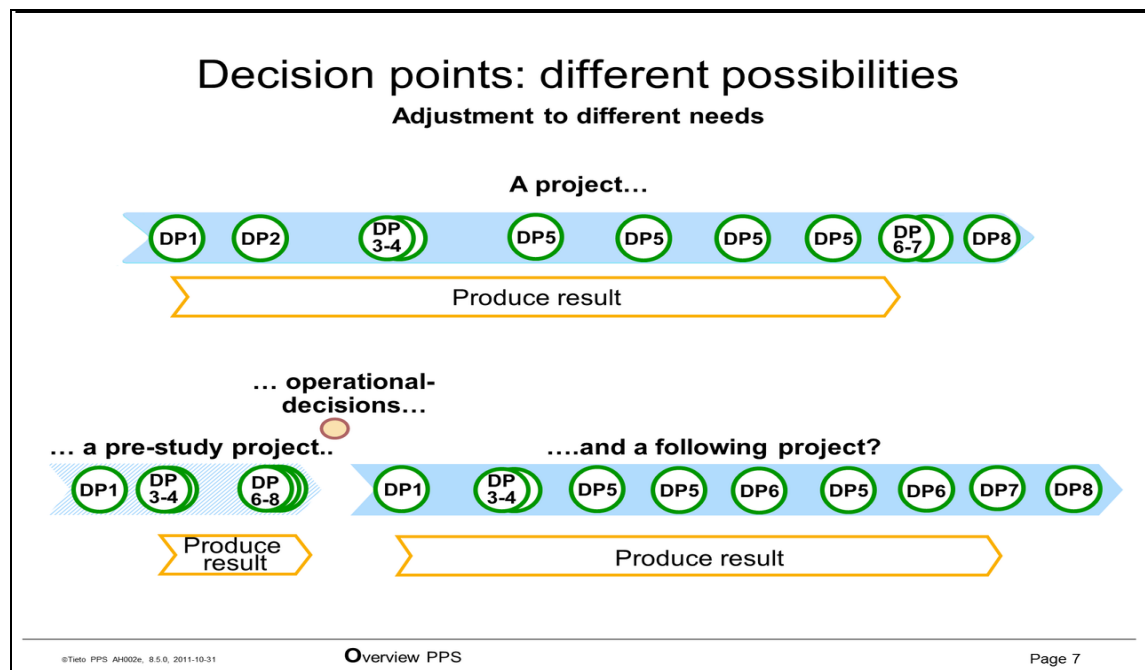 Decision points: different possibilities
Adjustment to different needs
A project…
DP1 DP2 DP 3-4 DP5 DP5 DP5 DP5 DP 6-7 DP8
Produce result
… operational-
decisions…
… a pre-study project..
….and a following project?
DP1 DP 3-4 DP 6-8
DP1 DP 3-4 DP5 DP5 DP6 DP5 DP6 DP7 DP8
Produce
result
Produce result
©Tieto PPS AH002e, 8.5.0, 2011-10-31
Overview PPS
Page 7